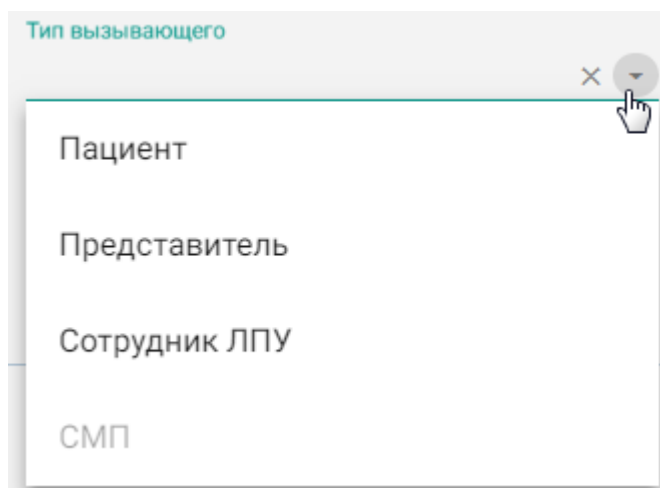 Тип вызывающего
Пациент
Представитель
Сотрудник ЛПУ
СМП